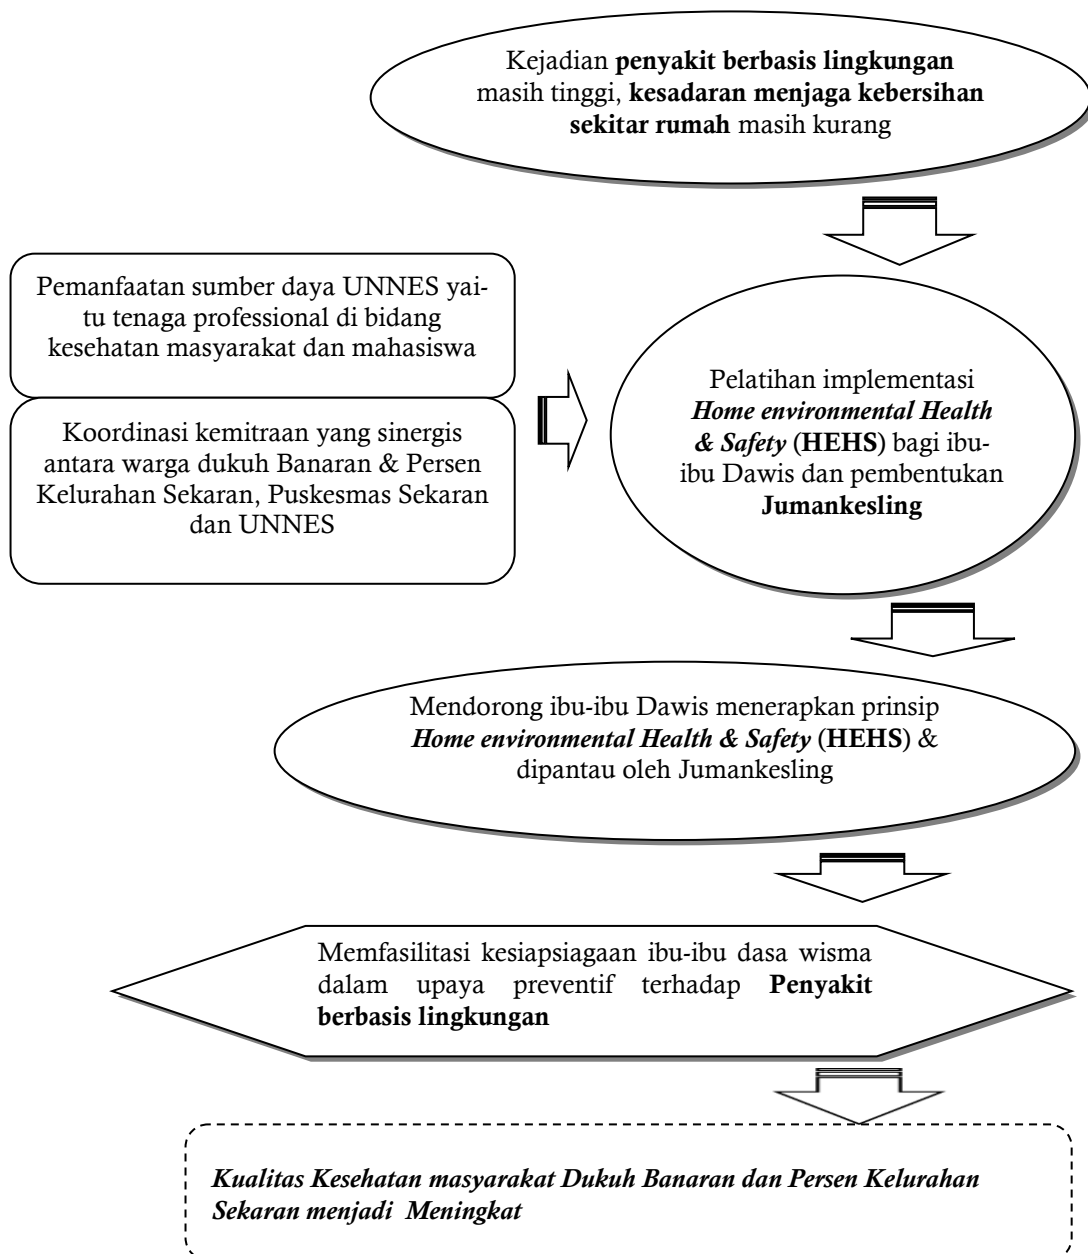 Kejadian penyakit berbasis lingkungan
masih tinggi, kesadaran menjaga kebersihan
sekitar rumah masih kurang
Pemanfaatan sumber daya UNNES yai-
tu tenaga professional di bidang
kesehatan masyarakat dan mahasiswa
Koordinasi kemitraan yang sinergis
antara warga dukuh Banaran & Persen
Kelurahan Sekaran, Puskesmas Sekaran
dan UNNES
Pelatihan implementasi
Home environmental Health
& Safety (HEHS) bagi ibu-
ibu Dawis dan pembentukan
Jumankesling
Mendorong ibu-ibu Dawis menerapkan prinsip
Home environmental Health & Safety (HEHS) &
dipantau oleh Jumankesling
Memfasilitasi kesiapsiagaan ibu-ibu dasa wisma
dalam upaya preventif terhadap Penyakit
berbasis lingkungan
Kualitas Kesehatan masyarakat Dukuh Banaran dan Persen Kelurahan
Sekaran menjadi Meningkat